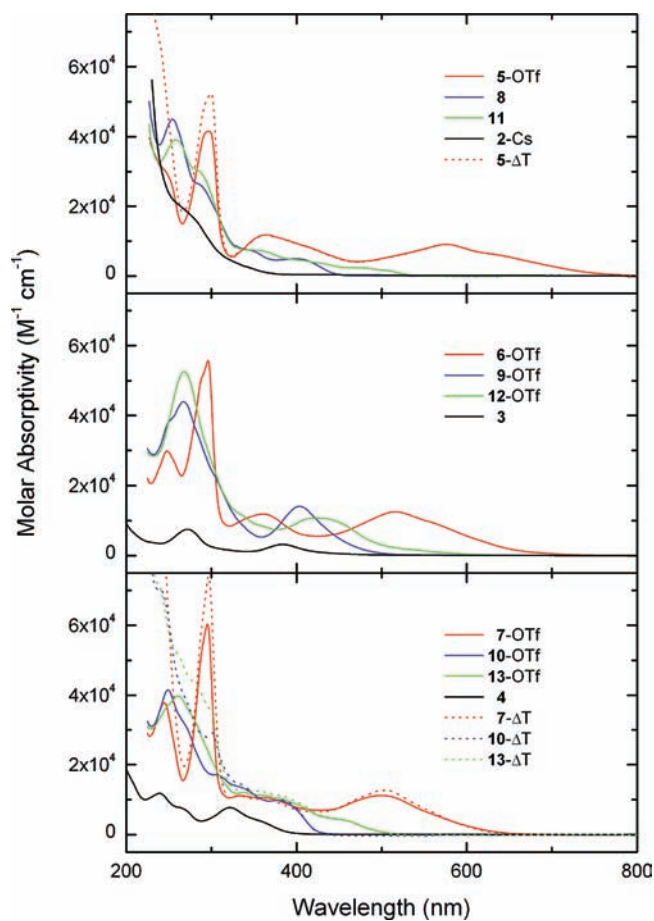 6x10⁴
4x10⁴
2x10⁴
0
5-OTf
8
11
2-Cs
5-ΔT
6x10⁴
4x10⁴
2x10⁴
0
6-OTf
9-OTf
12-OTf
3
6x10⁴
4x10⁴
2x10⁴
0
7-OTf
10-OTf
13-OTf
4
7-ΔT
10-ΔT
13-ΔT
200 400 600 800
Wavelength (nm)
Molar Absorptivity (M⁻¹ cm⁻¹)